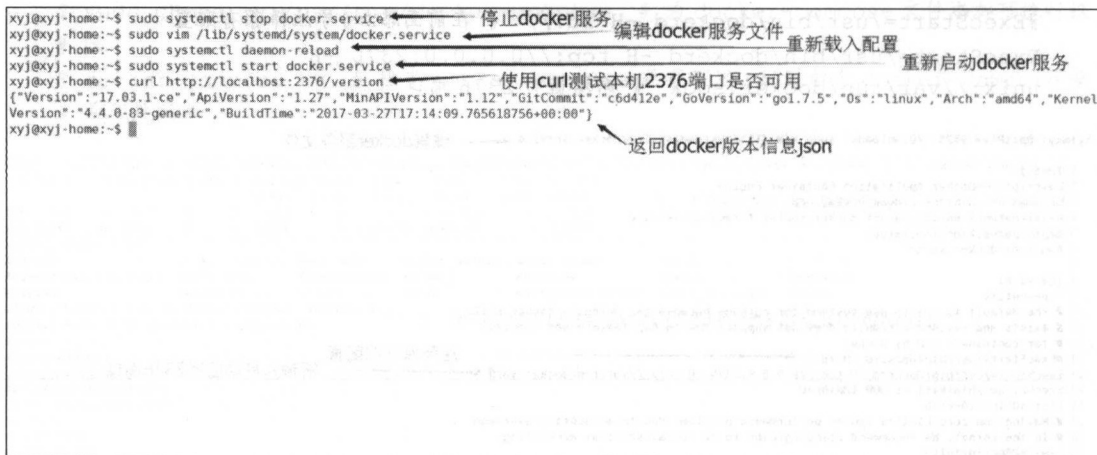 xyj@xyj-home:~$ sudo systemctl stop docker.service 停止docker服务
xyj@xyj-home:~$ sudo vim /lib/systemd/system/docker.service 编辑docker服务文件
xyj@xyj-home:~$ sudo systemctl daemon-reload 重新载入配置
xyj@xyj-home:~$ sudo systemctl start docker.service 重新启动docker服务
xyj@xyj-home:~$ curl http://localhost:2376/version 使用curl测试本机2376端口是否可用
{"Version":"17.03.1-ce","ApiVersion":"1.27","MinAPIVersion":"1.12","GitCommit":"c6d412e","GoVersion":"go1.7.5","Os":"linux","Arch":"amd64","Kernel
Version":"4.4.0-83-generic","BuildTime":"2017-03-27T17:14:09.765618756+00:00"}
xyj@xyj-home:~$
返回docker版本信息json